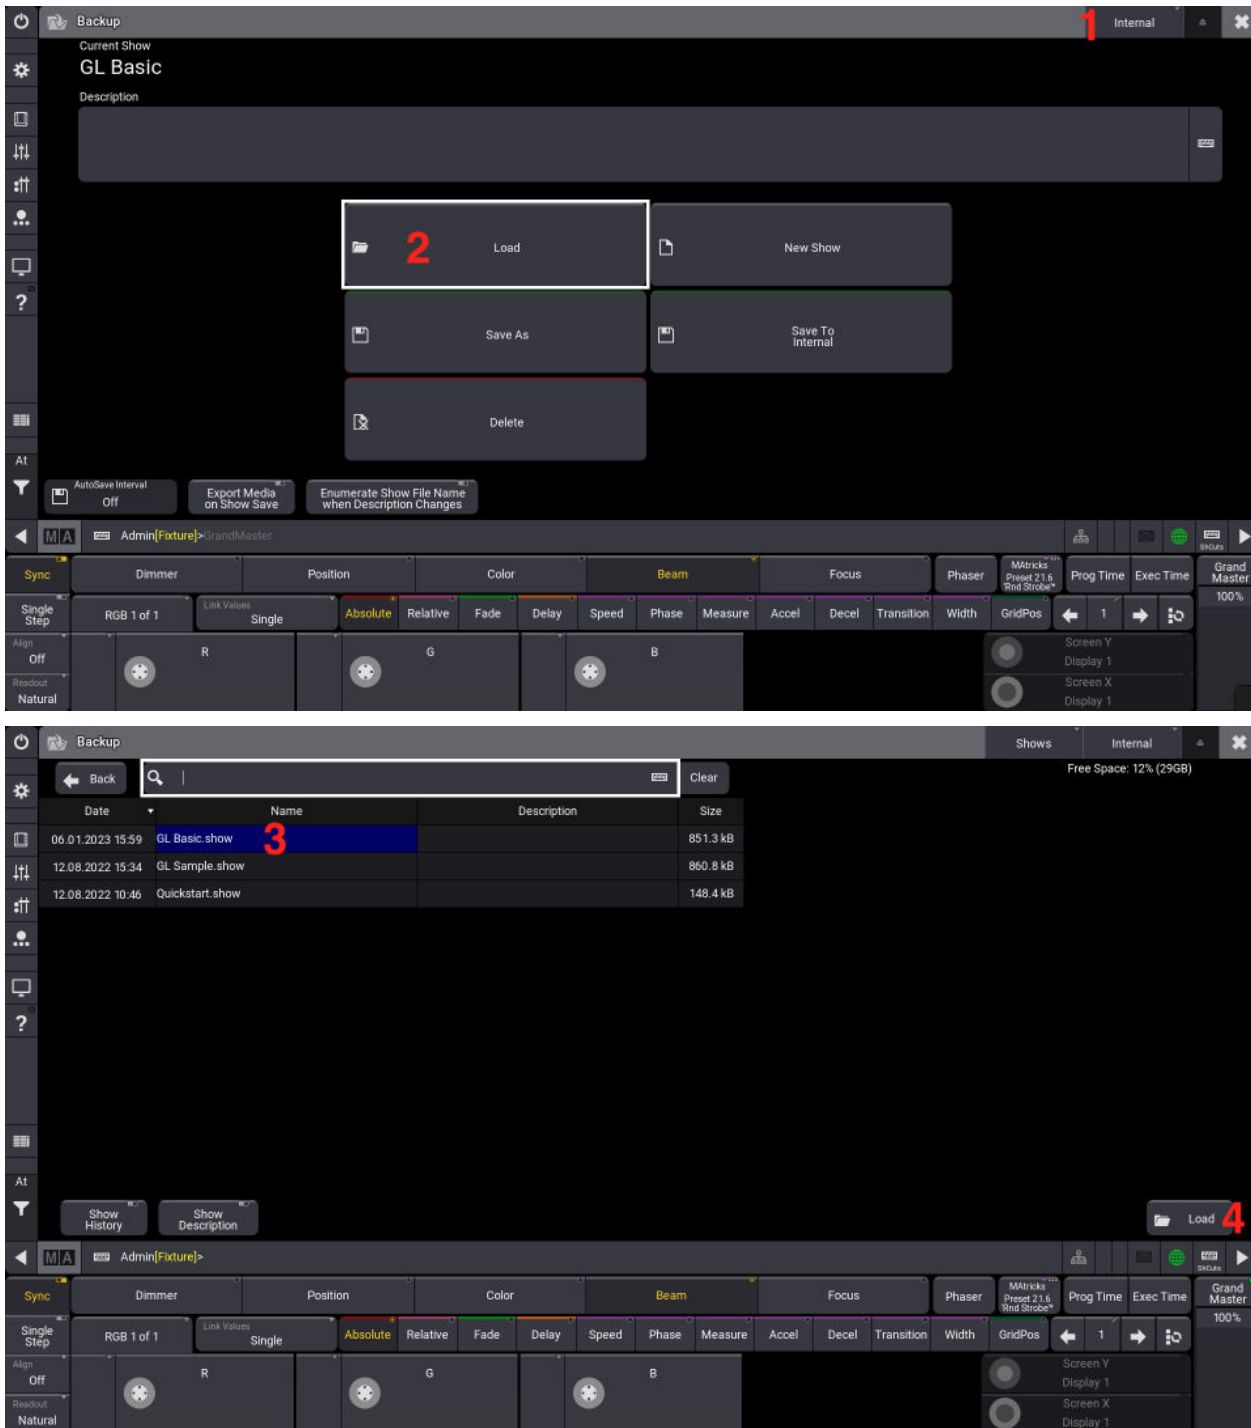 Backup
1
Internal
Current Show
GL Basic
Description
2
Load
New Show
Save As
Save To
Internal
Delete
?
At
AutoSave Interval
Off
Export Media
on Show Save
Enumerate Show File Name
when Description Changes
MA
Admin[Fixture]>GrandMaster
ShCuts
Sync
Dimmer
Position
Color
Beam
Focus
Phaser
MAtricks
Preset 21.6
'Rnd Strobe'*
Prog Time
Exec Time
Grand
Master
100%
Single
Step
RGB 1 of 1
Link Values
Single
Absolute
Relative
Fade
Delay
Speed
Phase
Measure
Accel
Decel
Transition
Width
GridPos
1
Align
Off
R
G
B
Screen Y
Display 1
Readout
Natural
Screen X
Display 1
Backup
Shows
Internal
Back
Clear
Free Space: 12% (29GB)
Date Name Description Size
06.01.2023 15:59 GL Basic.show 3 851.3 kB
12.08.2022 15:34 GL Sample.show 860.8 kB
12.08.2022 10:46 Quickstart.show 148.4 kB
?
At
Show
History
Show
Description
Load 4
MA
Admin[Fixture]>
ShCuts
Sync
Dimmer
Position
Color
Beam
Focus
Phaser
MAtricks
Preset 21.6
'Rnd Strobe'*
Prog Time
Exec Time
Grand
Master
100%
Single
Step
RGB 1 of 1
Link Values
Single
Absolute
Relative
Fade
Delay
Speed
Phase
Measure
Accel
Decel
Transition
Width
GridPos
1
Align
Off
R
G
B
Screen Y
Display 1
Readout
Natural
Screen X
Display 1